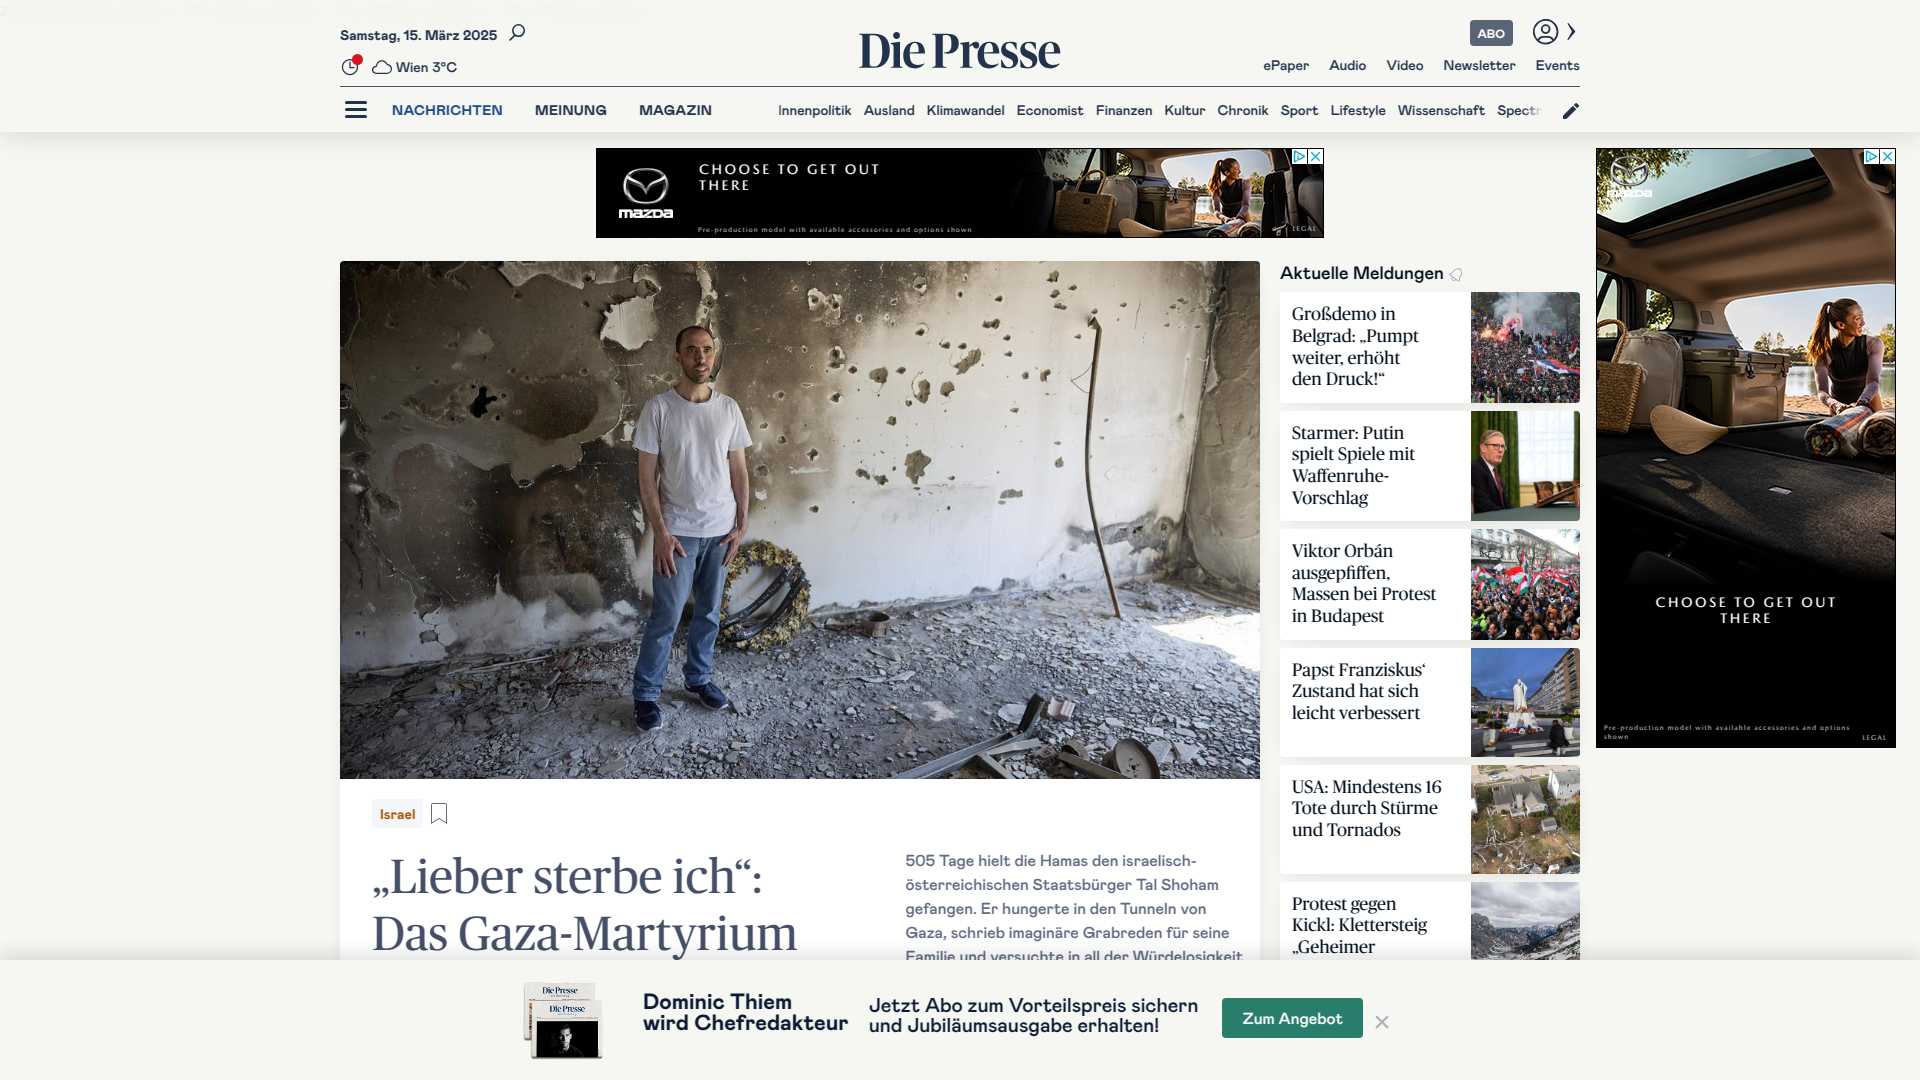 Samstag, 15. März 2025
Wien 3°C
Die Presse
ABO
ePaper Audio Video Newsletter Events
NACHRICHTEN MEINUNG MAGAZIN
Innenpolitik Ausland Klimawandel Economist Finanzen Kultur Chronik Sport Lifestyle Wissenschaft Spectr
CHOOSE TO GET OUT
THERE
mazda
Pre-production model with available accessories and options shown
LEGAL
mazda
CHOOSE TO GET OUT
THERE
Pre-production model with available accessories and options
shown
LEGAL
Aktuelle Meldungen
Großdemo in
Belgrad: „Pumpt
weiter, erhöht
den Druck!“
Starmer: Putin
spielt Spiele mit
Waffenruhe-
Vorschlag
Viktor Orbán
ausgepfiffen,
Massen bei Protest
in Budapest
Papst Franziskus‘
Zustand hat sich
leicht verbessert
USA: Mindestens 16
Tote durch Stürme
und Tornados
Protest gegen
Kickl: Klettersteig
„Geheimer
Israel
„Lieber sterbe ich“:
Das Gaza-Martyrium
505 Tage hielt die Hamas den israelisch-
österreichischen Staatsbürger Tal Shoham
gefangen. Er hungerte in den Tunneln von
Gaza, schrieb imaginäre Grabreden für seine
Familie und versuchte in all der Würdelosigkeit
Die Presse
Die Presse
Dominic Thiem
wird Chefredakteur
Jetzt Abo zum Vorteilspreis sichern
und Jubiläumsausgabe erhalten!
Zum Angebot